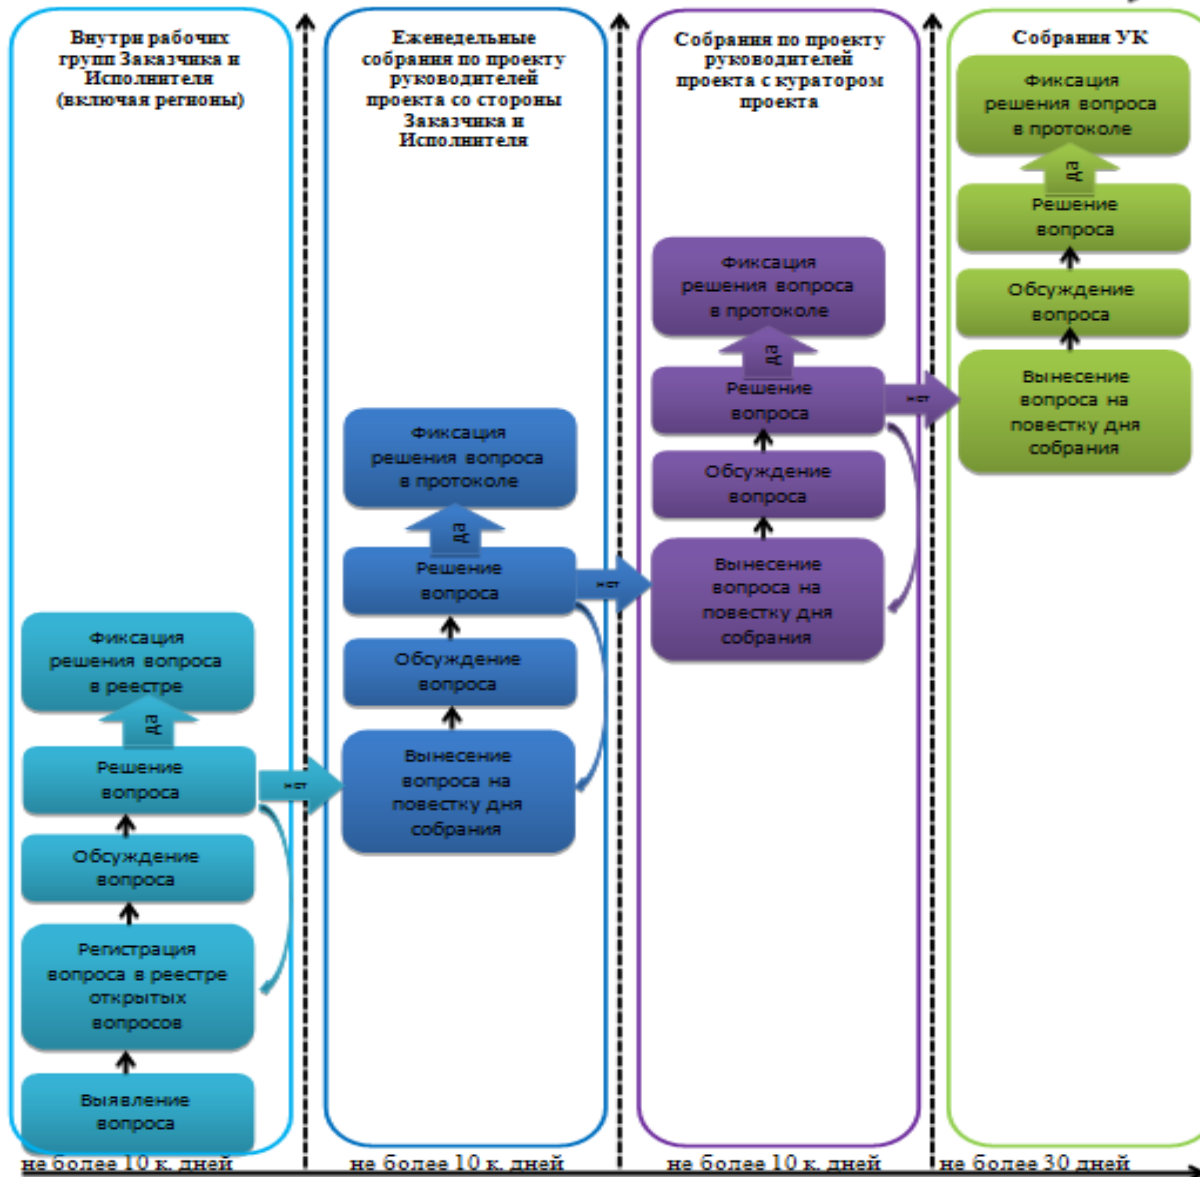 Внутри рабочих
групп Заказчика и
Исполнителя
(включая регионы)
Фиксация
решения вопроса
в реестре
да
Решение
вопроса
нет
Обсуждение
вопроса
Регистрация
вопроса в реестре
открытых
вопросов
Выявление
вопроса
не более 10 к. дней
Еженедельные
собрания по проекту
руководителей
проекта со стороны
Заказчика и
Исполнителя
Фиксация
решения вопроса
в протоколе
да
Решение
вопроса
нет
Обсуждение
вопроса
Вынесение
вопроса на
повестку дня
собрания
не более 10 к. дней
Собрания по проекту
руководителей
проекта с куратором
проекта
Фиксация
решения вопроса
в протоколе
да
Решение
вопроса
нет
Обсуждение
вопроса
Вынесение
вопроса на
повестку дня
собрания
не более 10 к. дней
Собрания УК
Фиксация
решения вопроса
в протоколе
да
Решение
вопроса
Обсуждение
вопроса
Вынесение
вопроса на
повестку дня
собрания
не более 30 дней